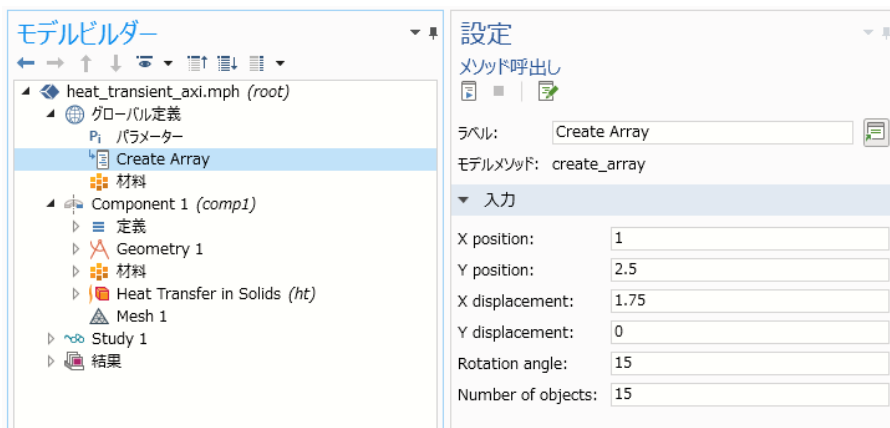 モデルビルダー
heat_transient_axi.mph (root)
グローバル定義
Pi パラメーター
Create Array
材料
Component 1 (comp1)
定義
Geometry 1
材料
Heat Transfer in Solids (ht)
Mesh 1
Study 1
結果
設定
メソッド呼出し
ラベル: Create Array
モデルメソッド: create_array
入力
X position: 1
Y position: 2.5
X displacement: 1.75
Y displacement: 0
Rotation angle: 15
Number of objects: 15